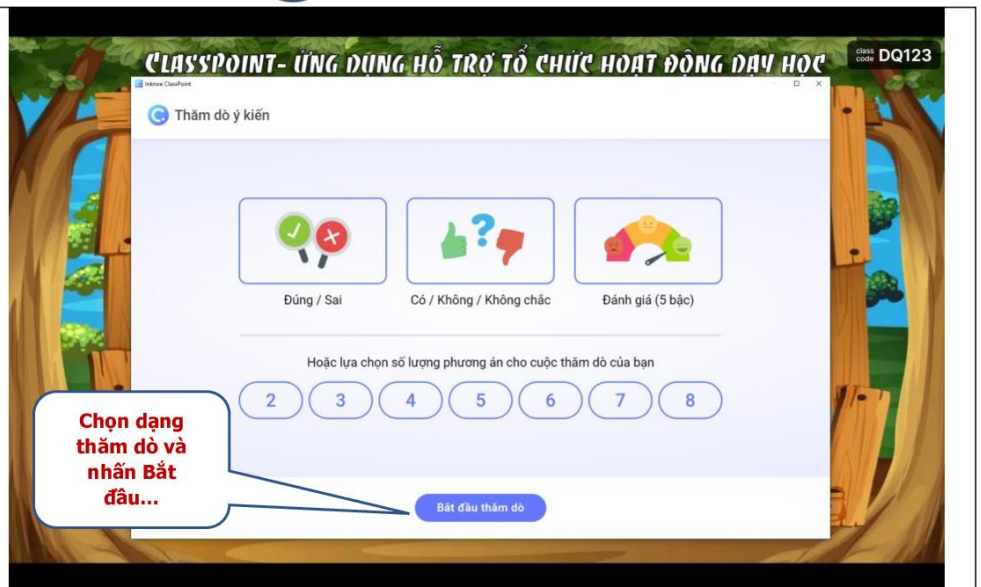 CLASSPOINT- ỨNG DỤNG HỖ TRỢ TỔ CHỨC HOẠT ĐỘNG DẠY HỌC
class code DQ123
Inknoe ClassPoint
Thăm dò ý kiến
Đúng / Sai
Có / Không / Không chắc
Đánh giá (5 bậc)
Hoặc lựa chọn số lượng phương án cho cuộc thăm dò của bạn
2 3 4 5 6 7 8
Chọn dạng
thăm dò và
nhấn Bắt
đầu...
Bắt đầu thăm dò